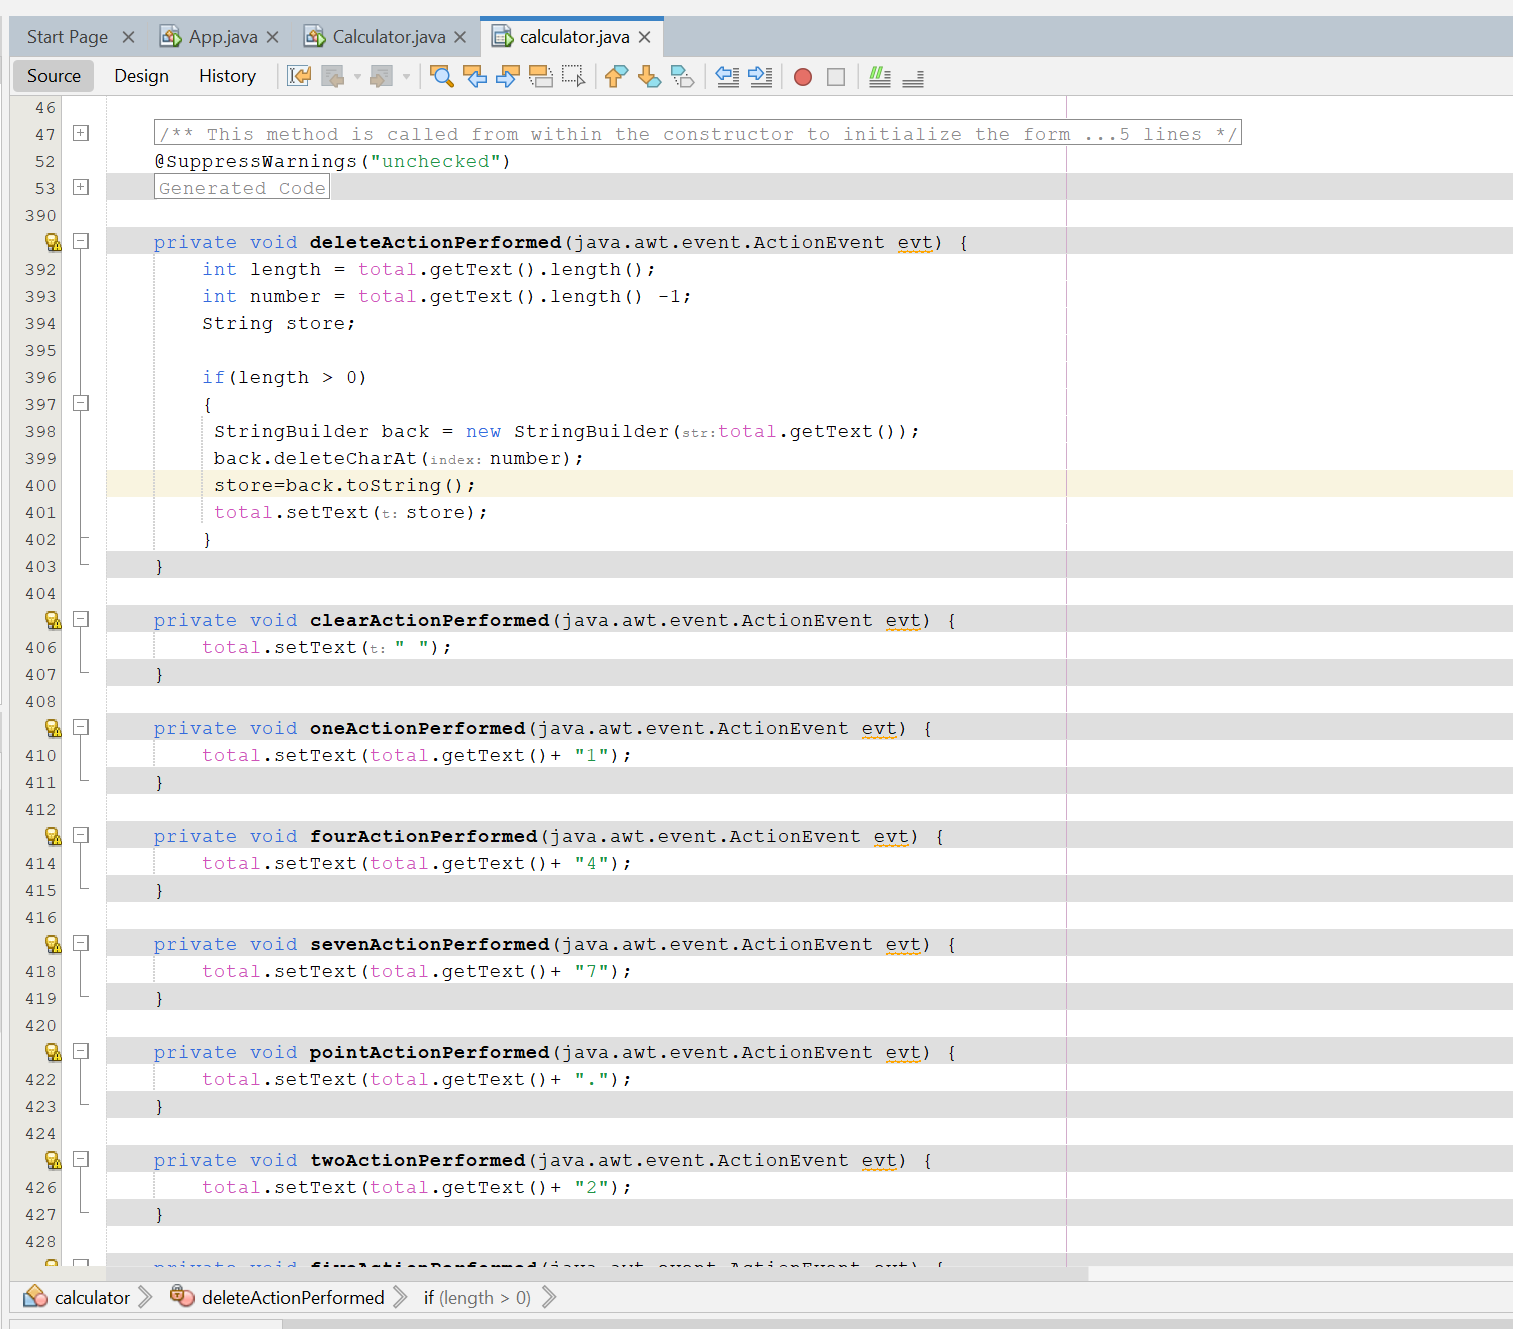 Start Page App.java Calculator.java calculator.java
Source Design History
46
47 /** This method is called from within the constructor to initialize the form ...5 lines */
52 @SuppressWarnings("unchecked")
53 Generated Code
390
private void deleteActionPerformed(java.awt.event.ActionEvent evt) {
392 int length = total.getText().length();
393 int number = total.getText().length() -1;
394 String store;
395
396 if(length > 0)
397 {
398 StringBuilder back = new StringBuilder(str:total.getText());
399 back.deleteCharAt(index: number);
400 store=back.toString();
401 total.setText(t: store);
402 }
403 }
404
private void clearActionPerformed(java.awt.event.ActionEvent evt) {
406 total.setText(t: " ");
407 }
408
private void oneActionPerformed(java.awt.event.ActionEvent evt) {
410 total.setText(total.getText()+ "1");
411 }
412
private void fourActionPerformed(java.awt.event.ActionEvent evt) {
414 total.setText(total.getText()+ "4");
415 }
416
private void sevenActionPerformed(java.awt.event.ActionEvent evt) {
418 total.setText(total.getText()+ "7");
419 }
420
private void pointActionPerformed(java.awt.event.ActionEvent evt) {
422 total.setText(total.getText()+ ".");
423 }
424
private void twoActionPerformed(java.awt.event.ActionEvent evt) {
426 total.setText(total.getText()+ "2");
427 }
428
private void fiveActionPerformed(java.awt.event.ActionEvent evt) {
calculator deleteActionPerformed if (length > 0)